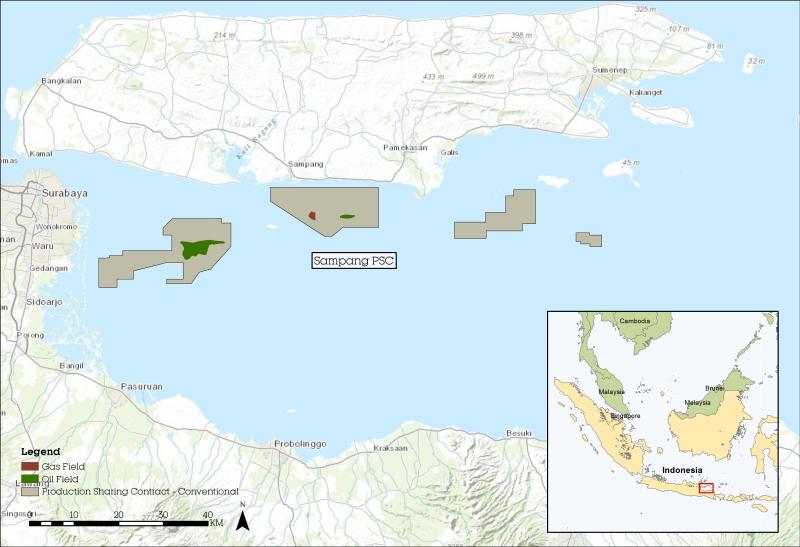 325 m
107 m
214 m
398 m
81 m
32 m
433 m
499 m
Sumenep
Bangkalan
Kalianget
Kali Ragung
Kamal
Pamekasan
Galis
Sampang
45 m
Surabaya
Wonokromo
Waru
Gedangan
Sampang PSC
Sidoarjo
Porong
Bangil
Pasuruan
Probolinggo
Kraksaan
Besuki
Cambodia
Malaysia
Brunei
Malaysia
Singapore
Indonesia
Legend
Gas Field
Oil Field
Production Sharing Contract - Conventional
Lawang
Singosari
0 10 20 30 40
KM
N